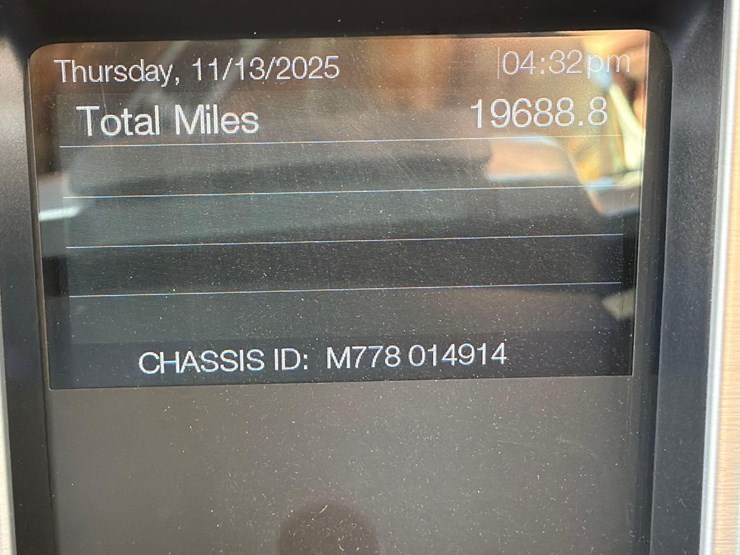 Thursday, 11/13/2025 04:32pm
Total Miles 19688.8
CHASSIS ID: M778 014914